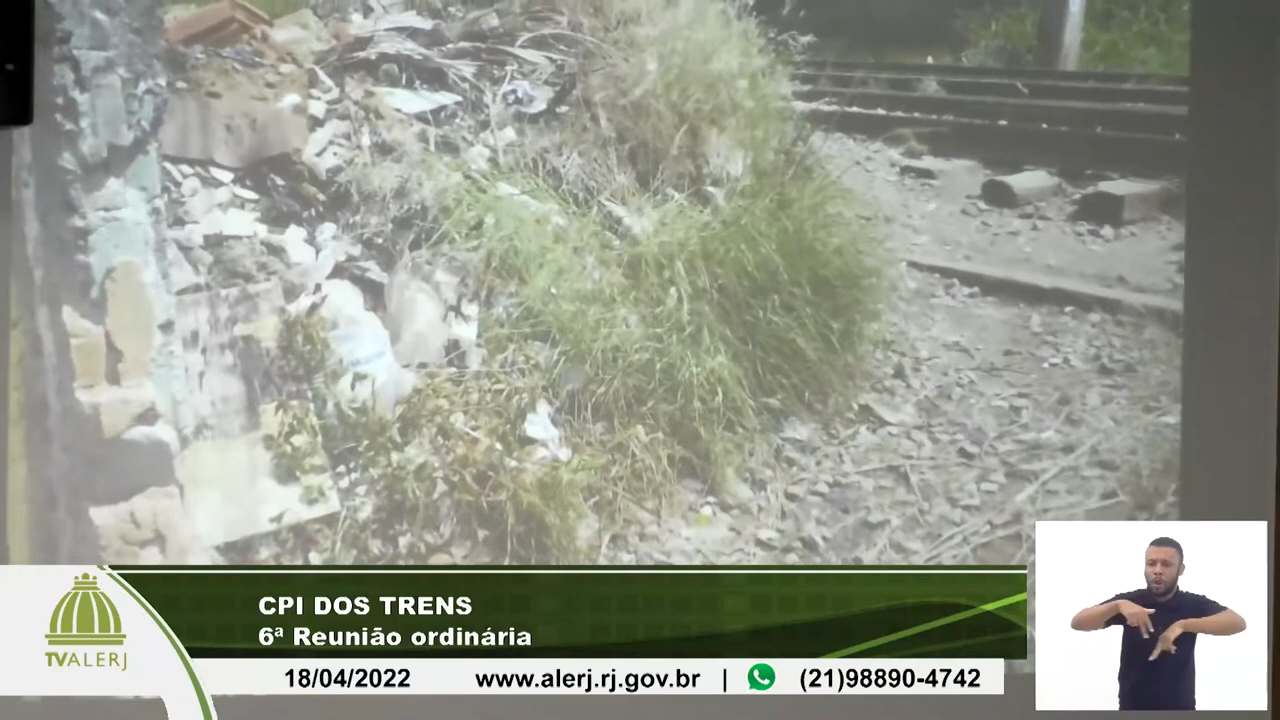 CPI DOS TRENS
6ª Reunião ordinária
TVALERJ
18/04/2022 www.alerj.rj.gov.br | (21)98890-4742